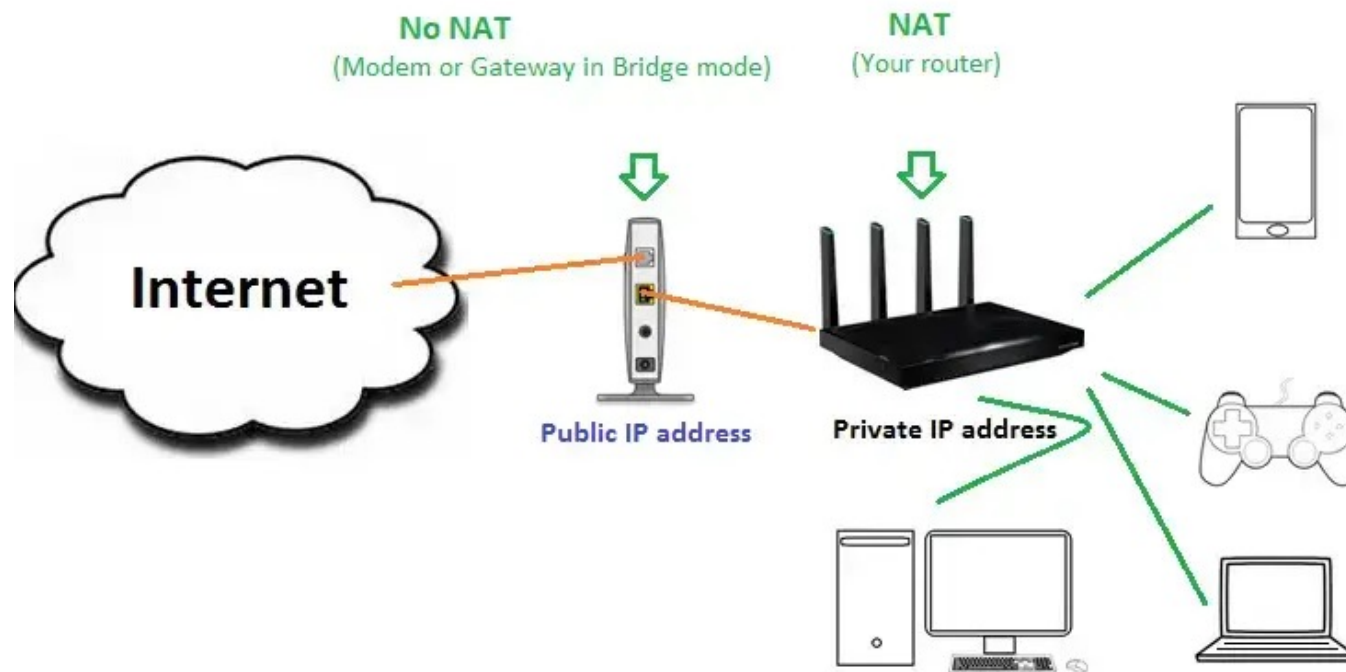 No NAT
(Modem or Gateway in Bridge mode)
NAT
(Your router)
Internet
Public IP address
Private IP address